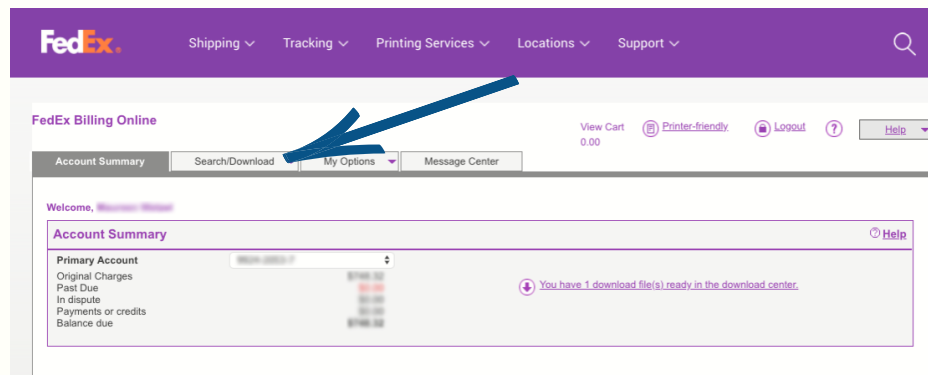 FedEx.
Shipping Tracking Printing Services Locations Support
FedEx Billing Online
View Cart Printer-friendly Logout ? Help
0.00
Account Summary Search/Download My Options Message Center
Welcome,
Account Summary
? Help
Primary Account
Original Charges
Past Due
In dispute
Payments or credits
Balance due
You have 1 download file(s) ready in the download center.